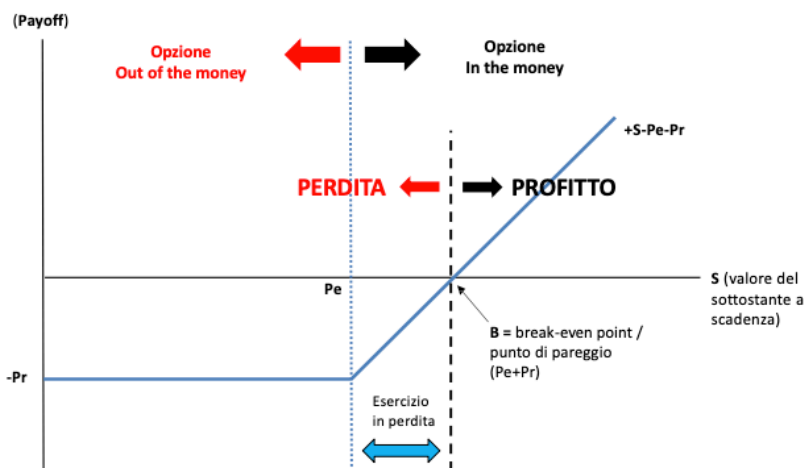 (Payoff)
Opzione
Out of the money
Opzione
In the money
+S-Pe-Pr
PERDITA
PROFITTO
Pe
S (valore del
sottostante a
scadenza)
B = break-even point /
punto di pareggio
(Pe+Pr)
-Pr
Esercizio
in perdita